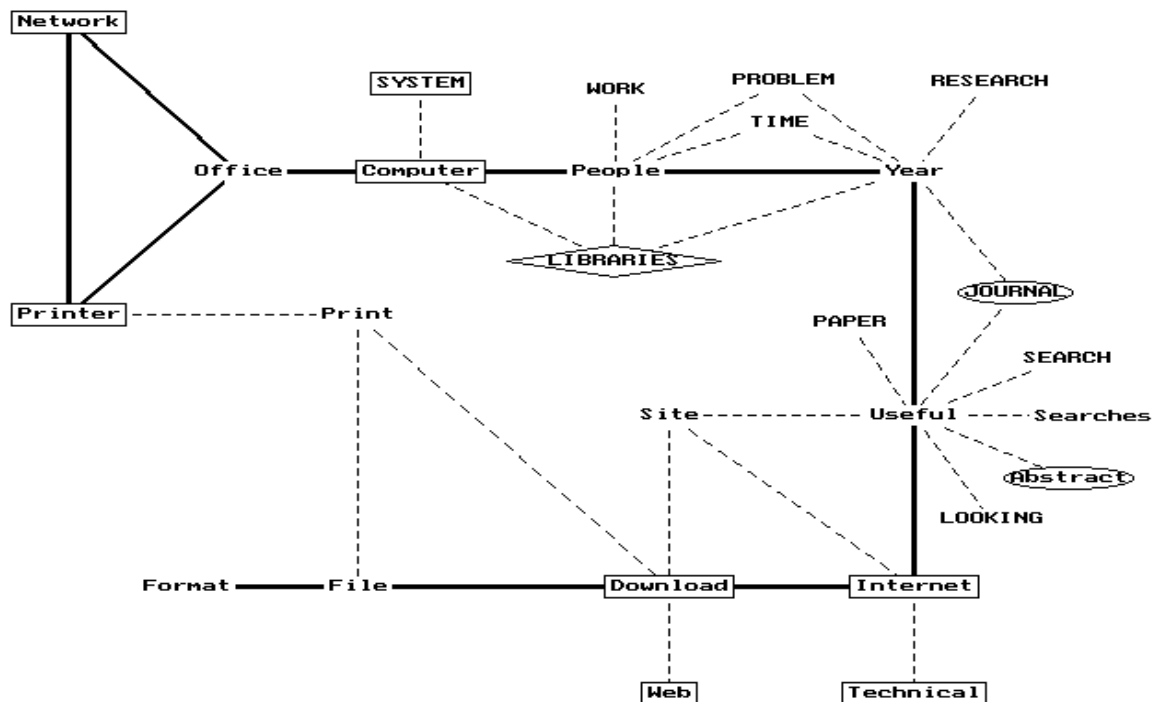 Network
SYSTEM
WORK
PROBLEM
RESEARCH
TIME
Office
Computer
People
Year
LIBRARIES
JOURNAL
Printer
Print
PAPER
SEARCH
Site
Useful
Searches
Abstract
LOOKING
Format
File
Download
Internet
Web
Technical